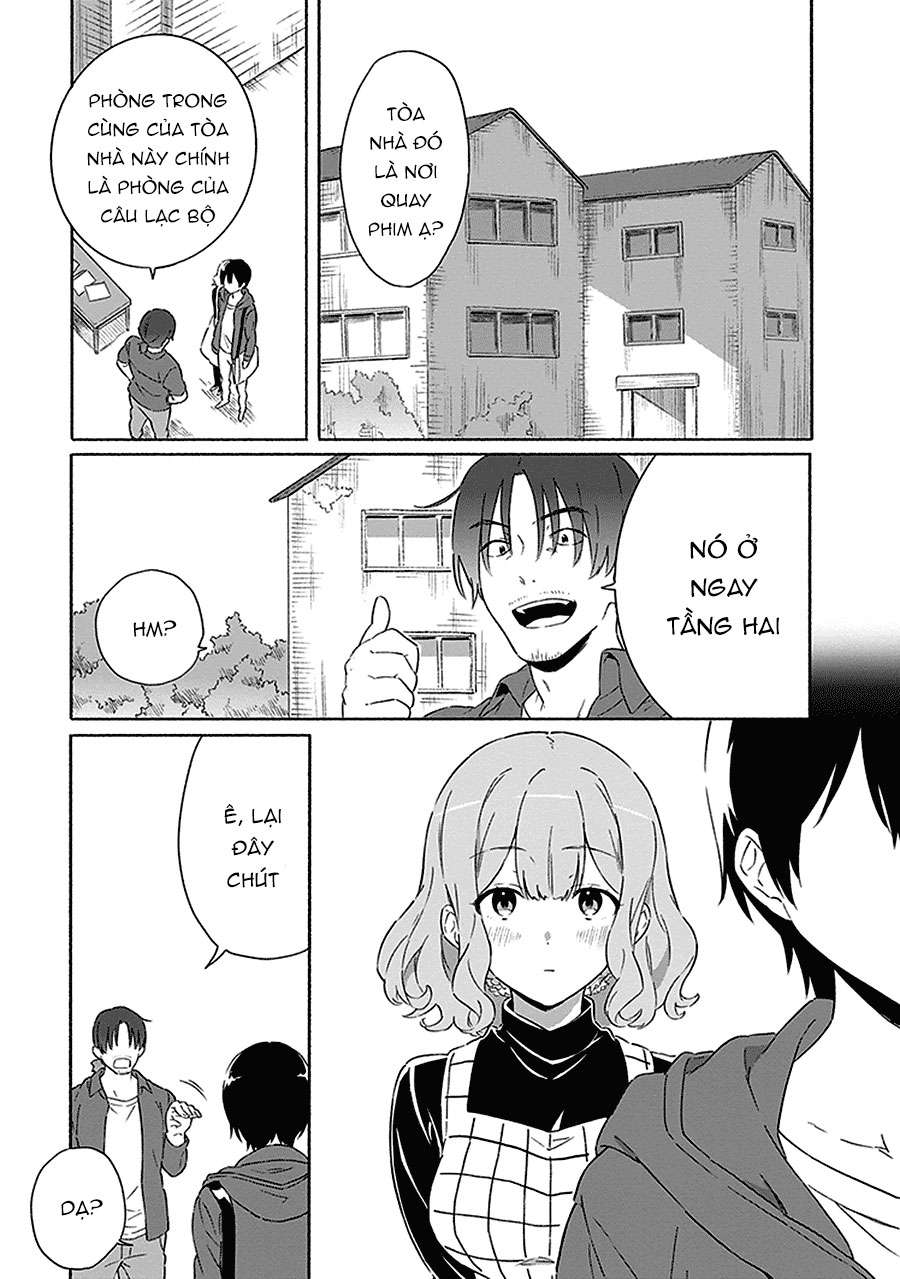 TÒA
NHÀ ĐÓ
LÀ NƠI
QUAY
PHIM Ạ?
PHÒNG TRONG
CÙNG CỦA TÒA
NHÀ NÀY CHÍNH
LÀ PHÒNG CỦA
CÂU LẠC BỘ
NÓ Ở
NGAY
TẦNG HAI
HM?
Ê, LẠI
ĐÂY
CHÚT
DẠ?